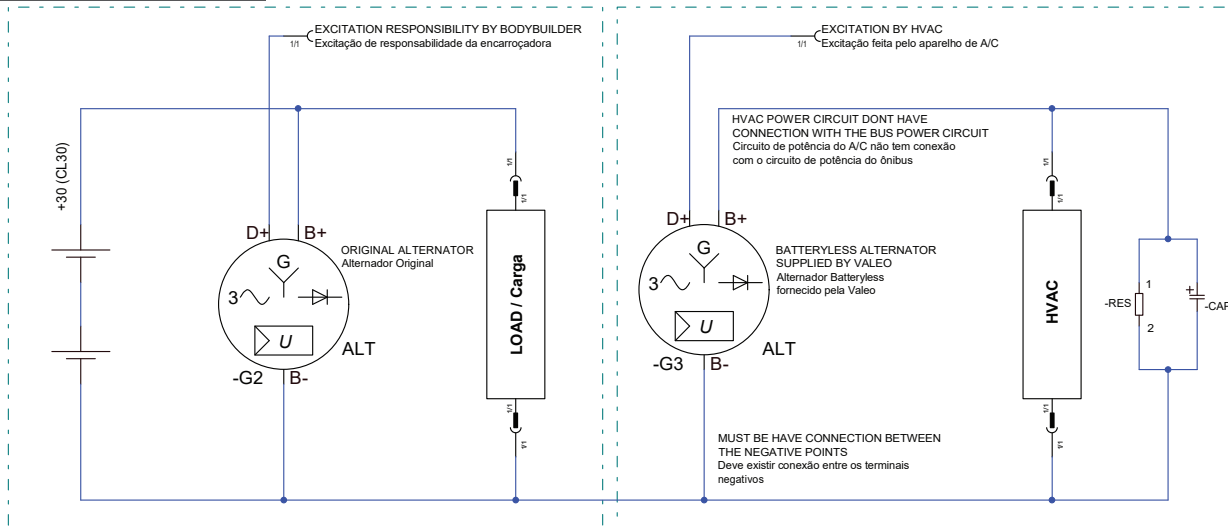 EXCITATION RESPONSIBILITY BY BODYBUILDER
Excitação de responsabilidade da encarroçadora
1/1
+30 (CL30)
D+
B+
G
3
U
ORIGINAL ALTERNATOR
Alternador Original
ALT
-G2
B-
1/1
1/1
LOAD / Carga
1/1
1/1
EXCITATION BY HVAC
Excitação feita pelo aparelho de A/C
1/1
HVAC POWER CIRCUIT DONT HAVE
CONNECTION WITH THE BUS POWER CIRCUIT
Circuito de potência do A/C não tem conexão
com o circuito de potência do ônibus
D+
B+
G
3
U
BATTERYLESS ALTERNATOR
SUPPLIED BY VALEO
Alternador Batteryless
fornecido pela Valeo
ALT
-G3
B-
MUST BE HAVE CONNECTION BETWEEN
THE NEGATIVE POINTS
Deve existir conexão entre os terminais
negativos
1/1
1/1
HVAC
1/1
1/1
-RES
1
2
+
-CAP